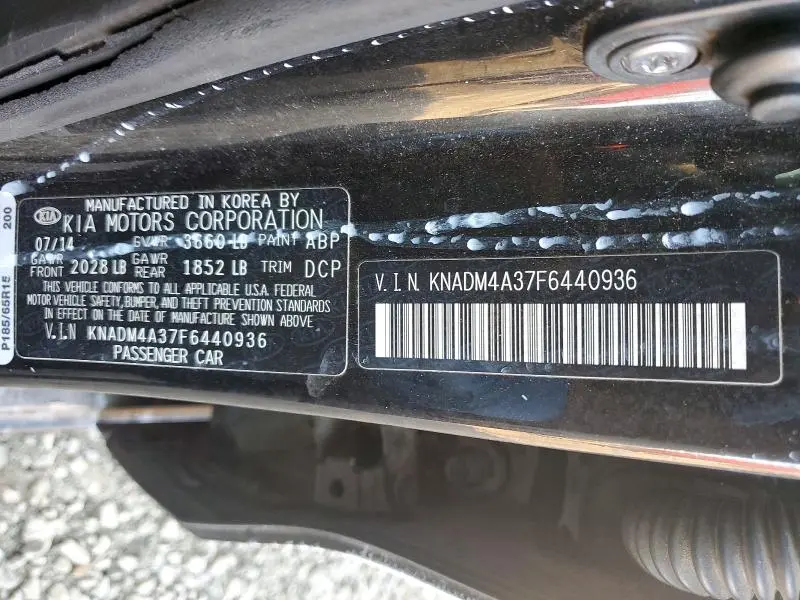 MANUFACTURED IN KOREA BY
KIA KIA MOTORS CORPORATION
07/14 GVWR 3660 LB PAINT ABP
GAWR FRONT 2028 LB GAWR REAR 1852 LB TRIM DCP
THIS VEHICLE CONFORMS TO ALL APPLICABLE U.S.A. FEDERAL
MOTOR VEHICLE SAFETY, BUMPER, AND THEFT PREVENTION STANDARDS
IN EFFECT ON THE DATE OF MANUFACTURE SHOWN ABOVE
V.I.N KNADM4A37F6440936
PASSENGER CAR
V.I.N. KNADM4A37F6440936
P185/65R15
200